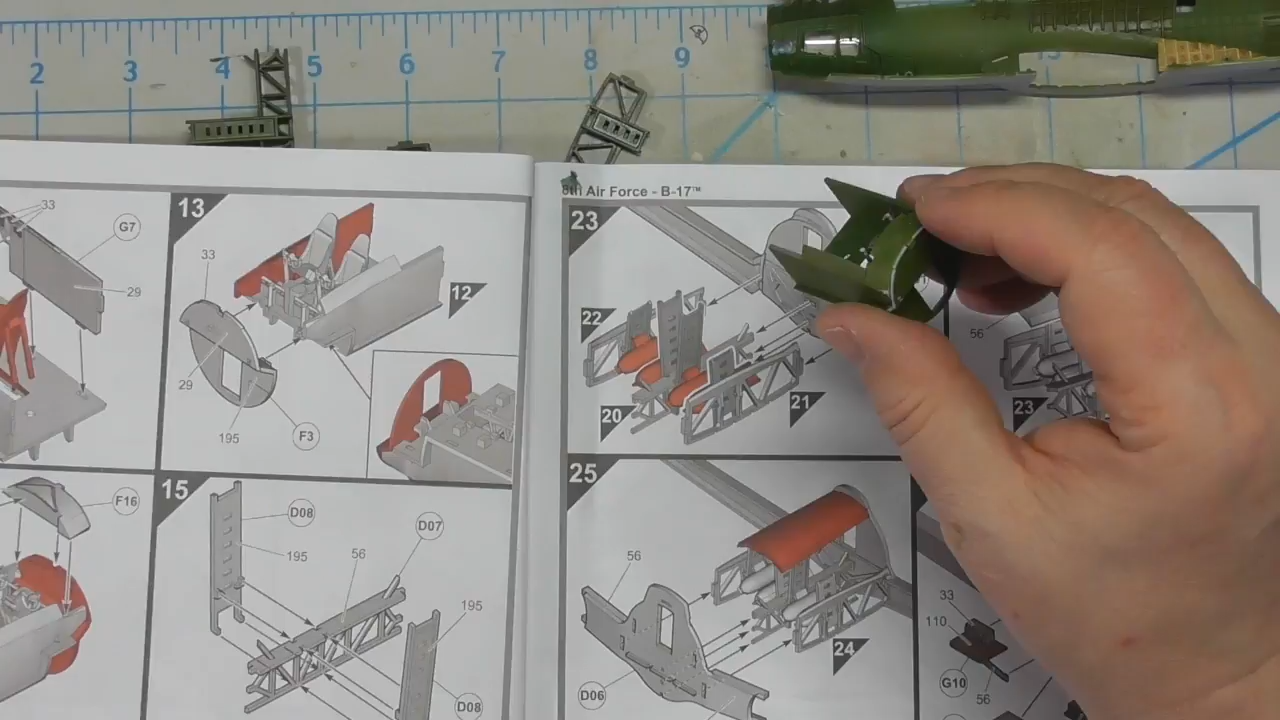 2 3 4 5 6 7 8 9
8th Air Force - B-17™
33
G7
29
13
33
12
29
195
F3
23
22
20
21
56
23
F16
15
D08
D07
195
56
195
D08
25
56
24
D06
33
110
G10
56